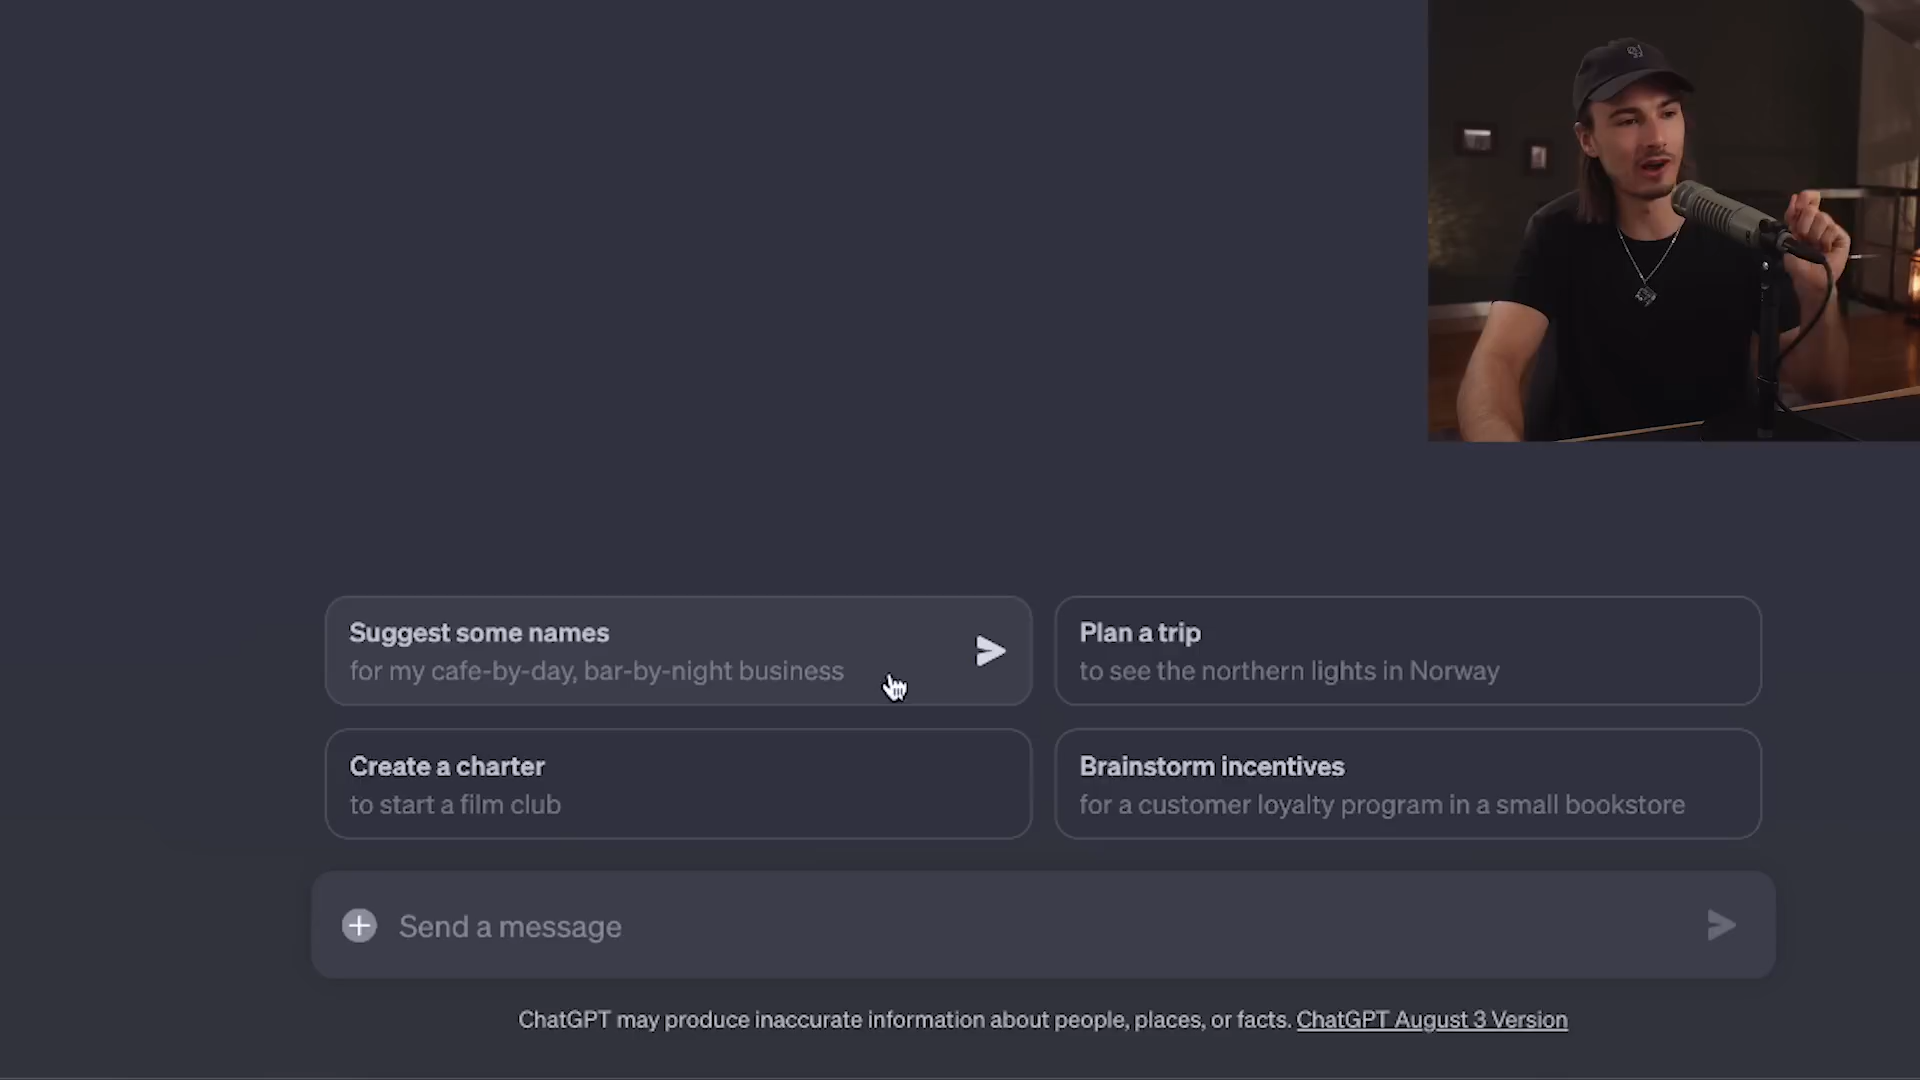 Suggest some names
for my cafe-by-day, bar-by-night business
Plan a trip
to see the northern lights in Norway
Create a charter
to start a film club
Brainstorm incentives
for a customer loyalty program in a small bookstore
Send a message
ChatGPT may produce inaccurate information about people, places, or facts. ChatGPT August 3 Version